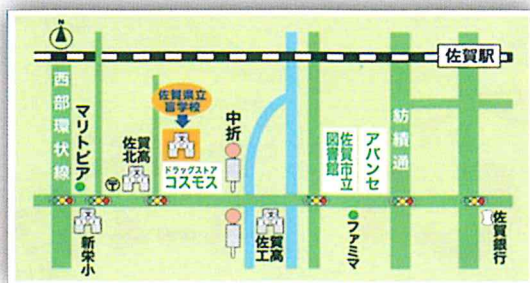 N
佐賀駅
西部環状線
マリトピア
佐賀県立
盲学校
佐賀北高
中折
ドラッグストア
コスモス
佐賀市立図書館
アバンセ
紡績通
〒
新栄小
佐賀工高
ファミマ
佐賀銀行